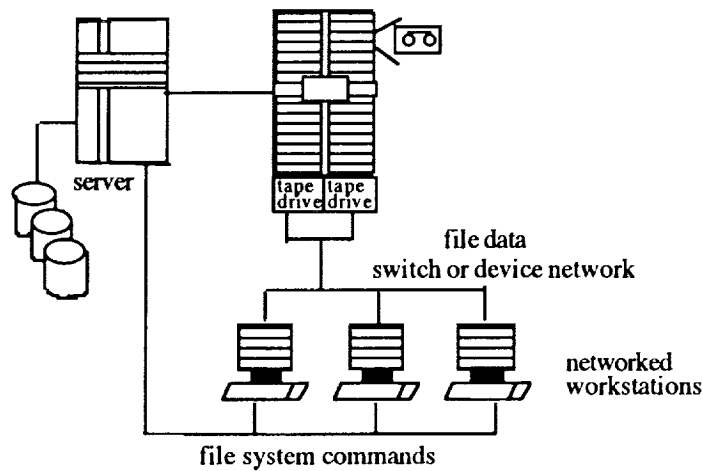 server
tape tape
drive drive
file data
switch or device network
networked
workstations
file system commands